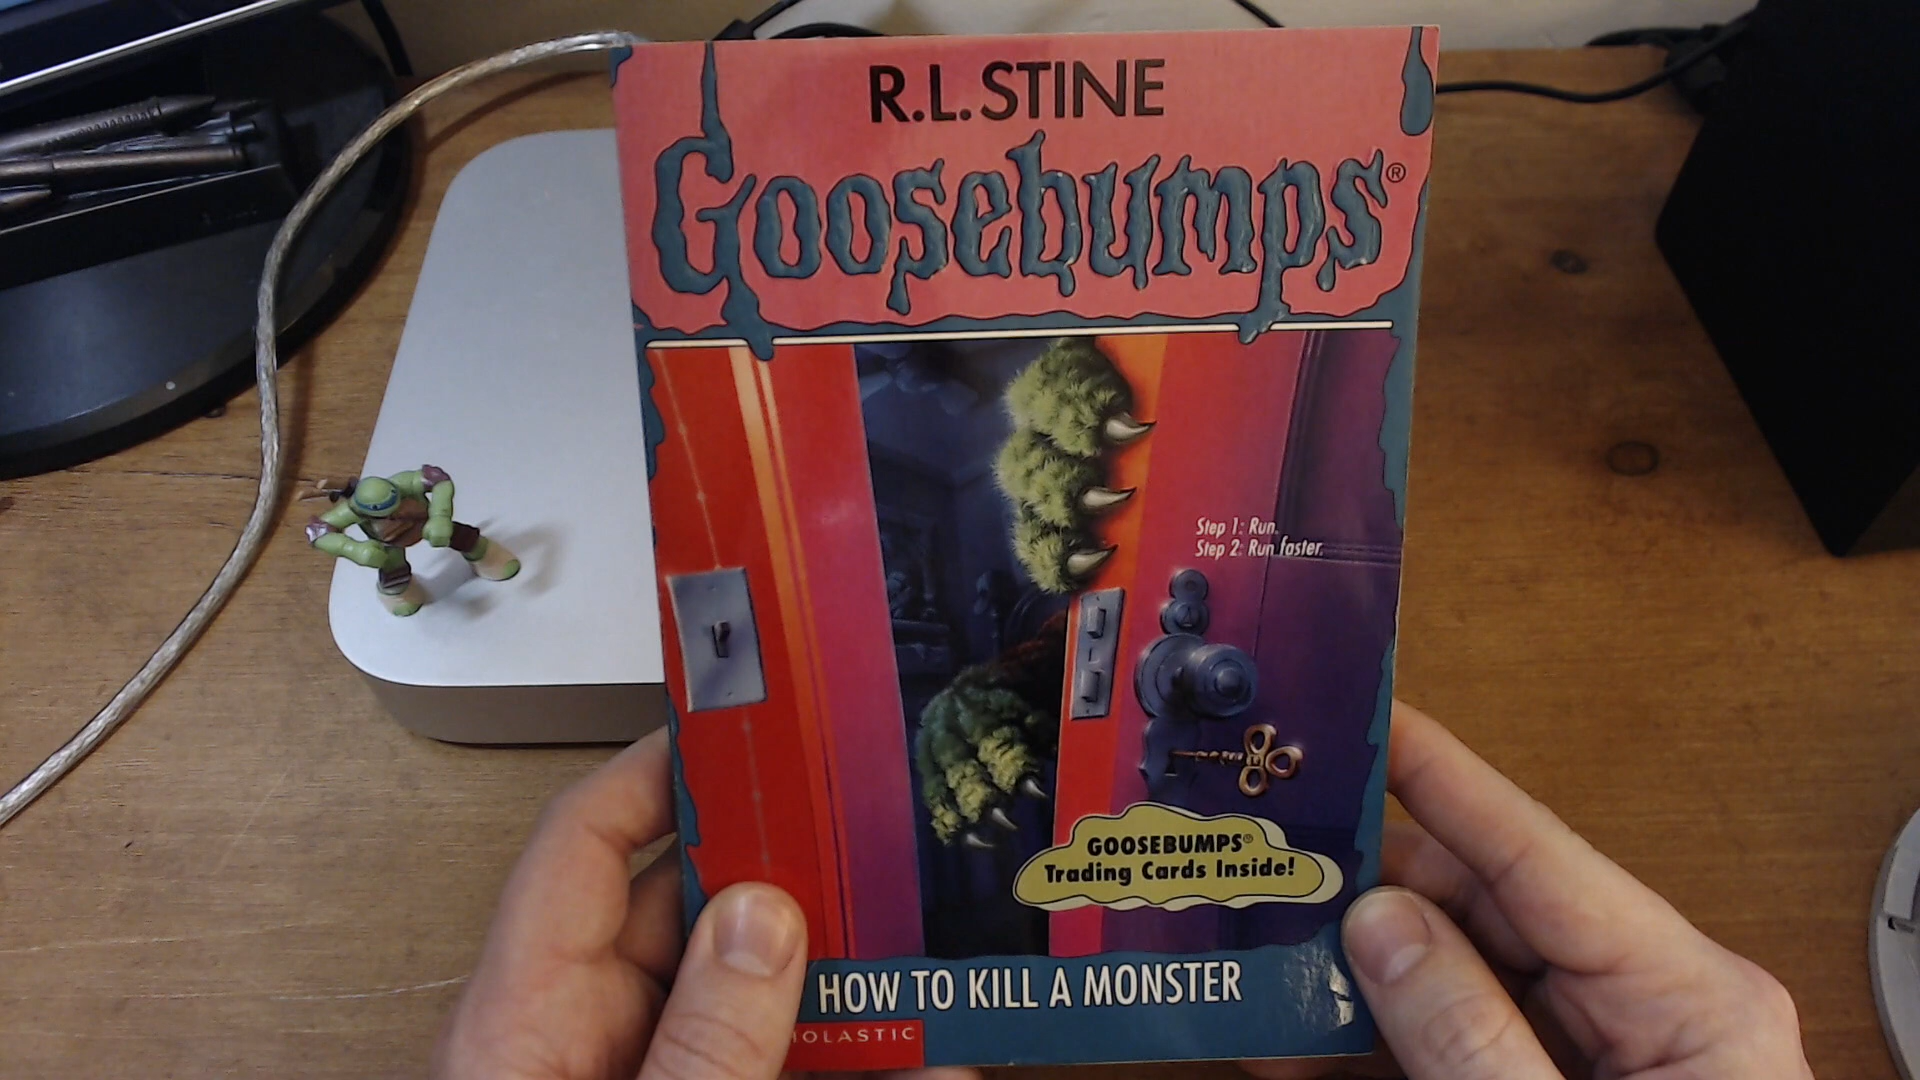 R.L. STINE
Goosebumps®
Step 1: Run.
Step 2: Run faster.
GOOSEBUMPS®
Trading Cards Inside!
HOW TO KILL A MONSTER
HOLASTIC